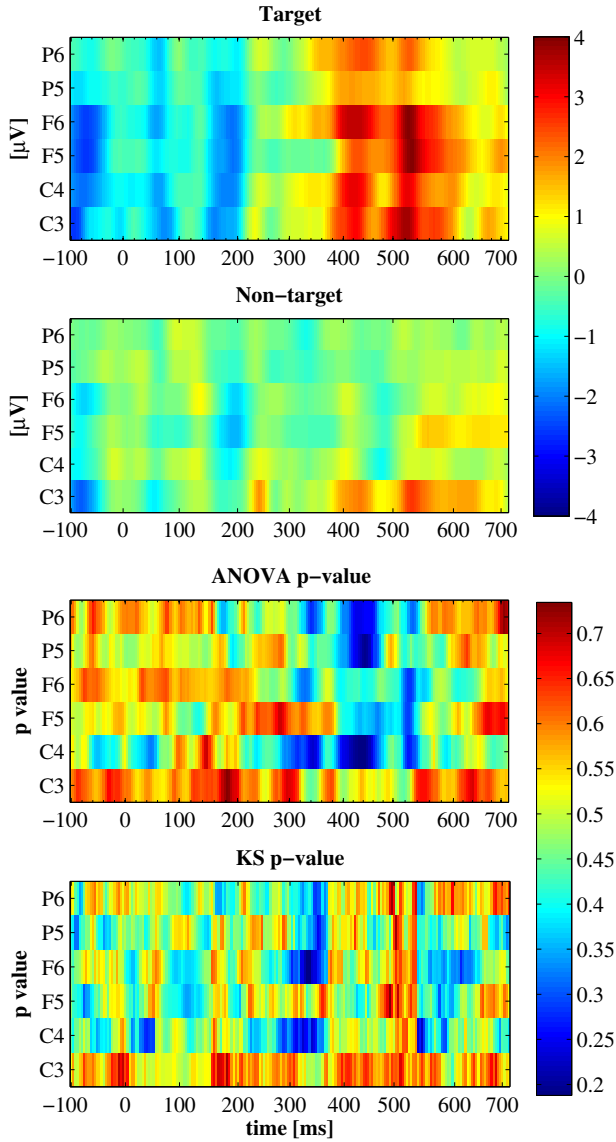 Target
[μV]
P6
P5
F6
F5
C4
C3
−100 0 100 200 300 400 500 600 700
Non−target
[μV]
P6
P5
F6
F5
C4
C3
−100 0 100 200 300 400 500 600 700
4
3
2
1
0
−1
−2
−3
−4
ANOVA p−value
p value
P6
P5
F6
F5
C4
C3
−100 0 100 200 300 400 500 600 700
KS p−value
p value
P6
P5
F6
F5
C4
C3
−100 0 100 200 300 400 500 600 700
time [ms]
0.7
0.65
0.6
0.55
0.5
0.45
0.4
0.35
0.3
0.25
0.2